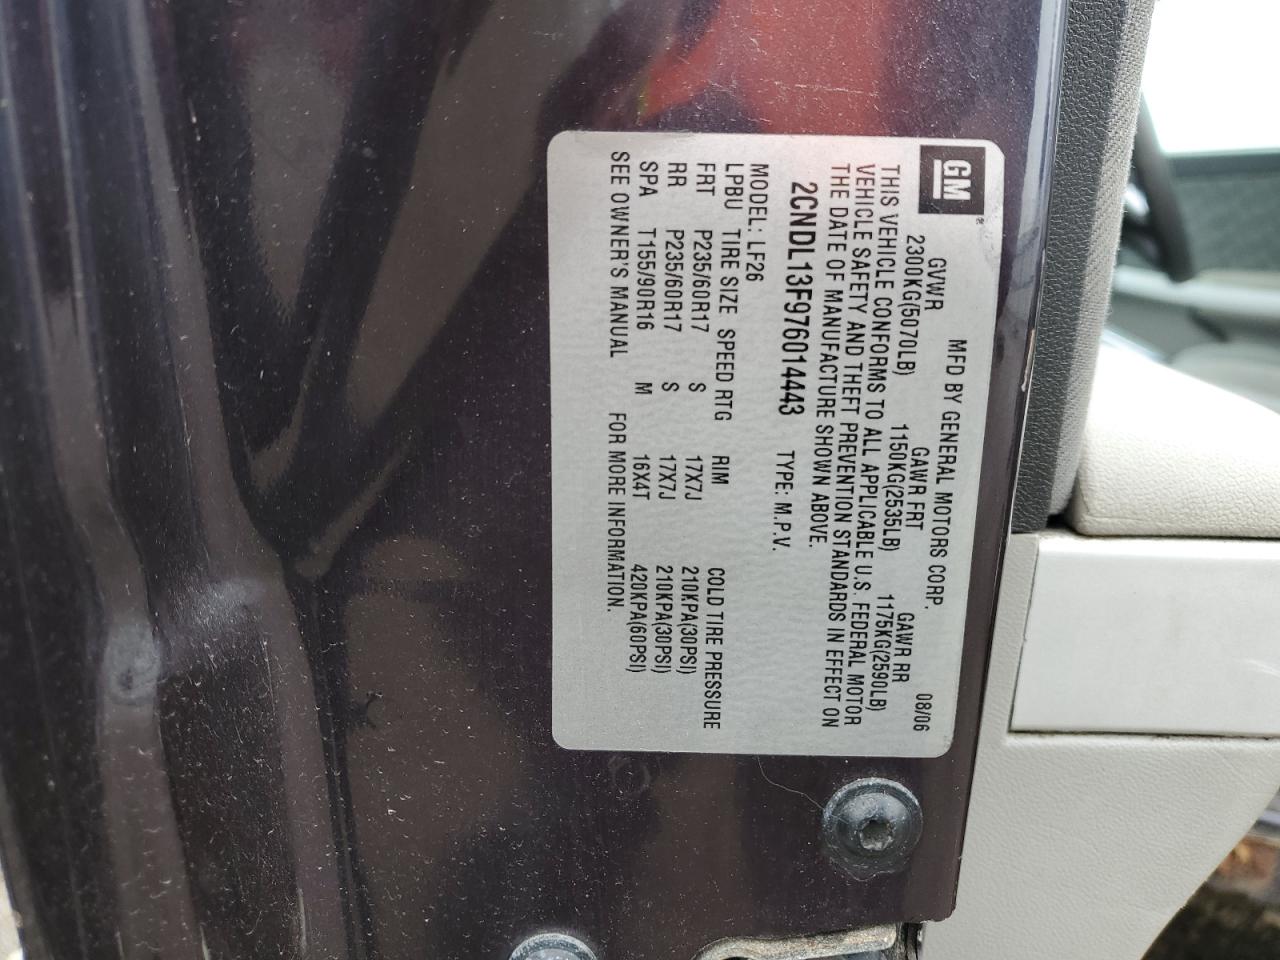 GM
MFD BY GENERAL MOTORS CORP. 08/06
GVWR GAWR FRT GAWR RR
2300KG(5070LB) 1150KG(2535LB) 1175KG(2590LB)
THIS VEHICLE CONFORMS TO ALL APPLICABLE U.S. FEDERAL MOTOR
VEHICLE SAFETY AND THEFT PREVENTION STANDARDS IN EFFECT ON
THE DATE OF MANUFACTURE SHOWN ABOVE.
2CNDL13F976014443 TYPE: M.P.V.
MODEL: LF26
LPBU TIRE SIZE SPEED RTG RIM COLD TIRE PRESSURE
FRT P235/60R17 S 17X7J 210KPA(30PSI)
RR P235/60R17 S 17X7J 210KPA(30PSI)
SPA T155/90R16 M 16X4T 420KPA(60PSI)
SEE OWNER'S MANUAL FOR MORE INFORMATION.